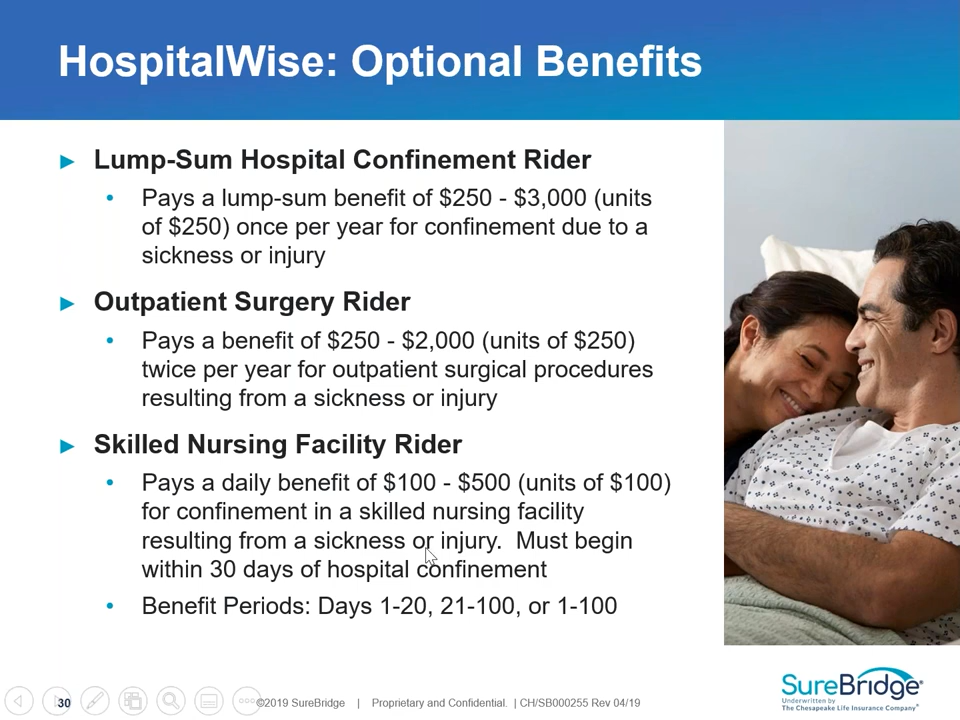 HospitalWise: Optional Benefits
Lump-Sum Hospital Confinement Rider
Pays a lump-sum benefit of $250 - $3,000 (units
of $250) once per year for confinement due to a
sickness or injury
Outpatient Surgery Rider
Pays a benefit of $250 - $2,000 (units of $250)
twice per year for outpatient surgical procedures
resulting from a sickness or injury
Skilled Nursing Facility Rider
Pays a daily benefit of $100 - $500 (units of $100)
for confinement in a skilled nursing facility
resulting from a sickness or injury.  Must begin
within 30 days of hospital confinement
Benefit Periods: Days 1-20, 21-100, or 1-100
30
©2019 SureBridge | Proprietary and Confidential. | CH/SB000255 Rev 04/19
SureBridge®
Underwritten by
The Chesapeake Life Insurance Company®